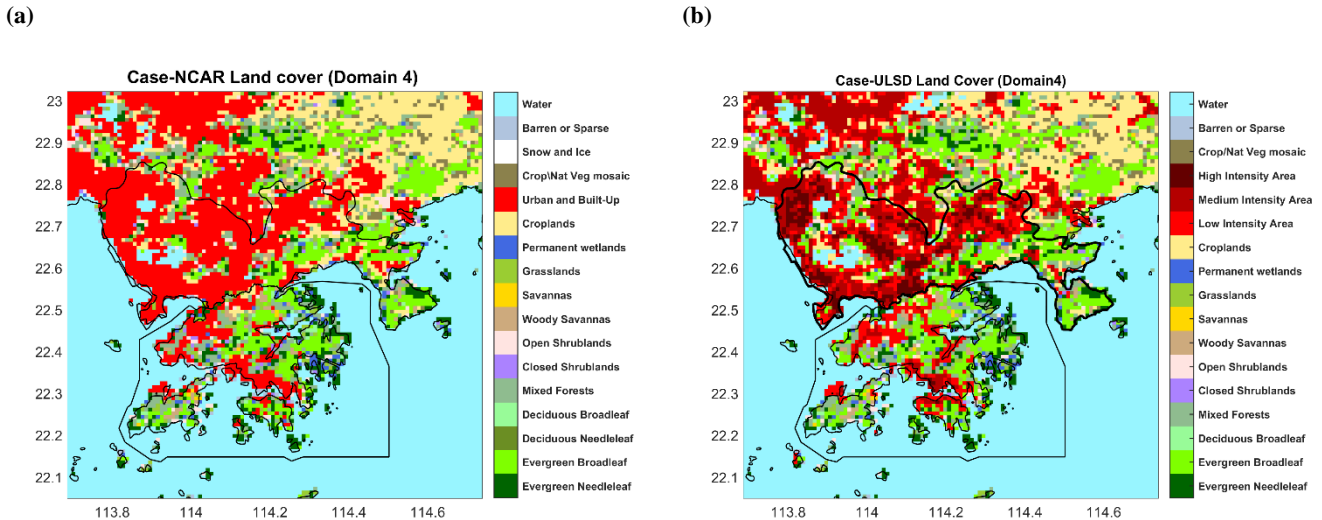 (a)
(b)
Case-NCAR Land cover (Domain 4)
23
22.9
22.8
22.7
22.6
22.5
22.4
22.3
22.2
22.1
113.8
114
114.2
114.4
114.6
Water
Barren or Sparse
Snow and Ice
Crop\Nat Veg mosaic
Urban and Built-Up
Croplands
Permanent wetlands
Grasslands
Savannas
Woody Savannas
Open Shrublands
Closed Shrublands
Mixed Forests
Deciduous Broadleaf
Deciduous Needleleaf
Evergreen Broadleaf
Evergreen Needleleaf
Case-ULSD Land Cover (Domain4)
23
22.9
22.8
22.7
22.6
22.5
22.4
22.3
22.2
22.1
113.8
114
114.2
114.4
114.6
Water
Barren or Sparse
Crop/Nat Veg mosaic
High Intensity Area
Medium Intensity Area
Low Intensity Area
Croplands
Permanent wetlands
Grasslands
Savannas
Woody Savannas
Open Shrublands
Closed Shrublands
Mixed Forests
Deciduous Broadleaf
Evergreen Broadleaf
Evergreen Needleleaf